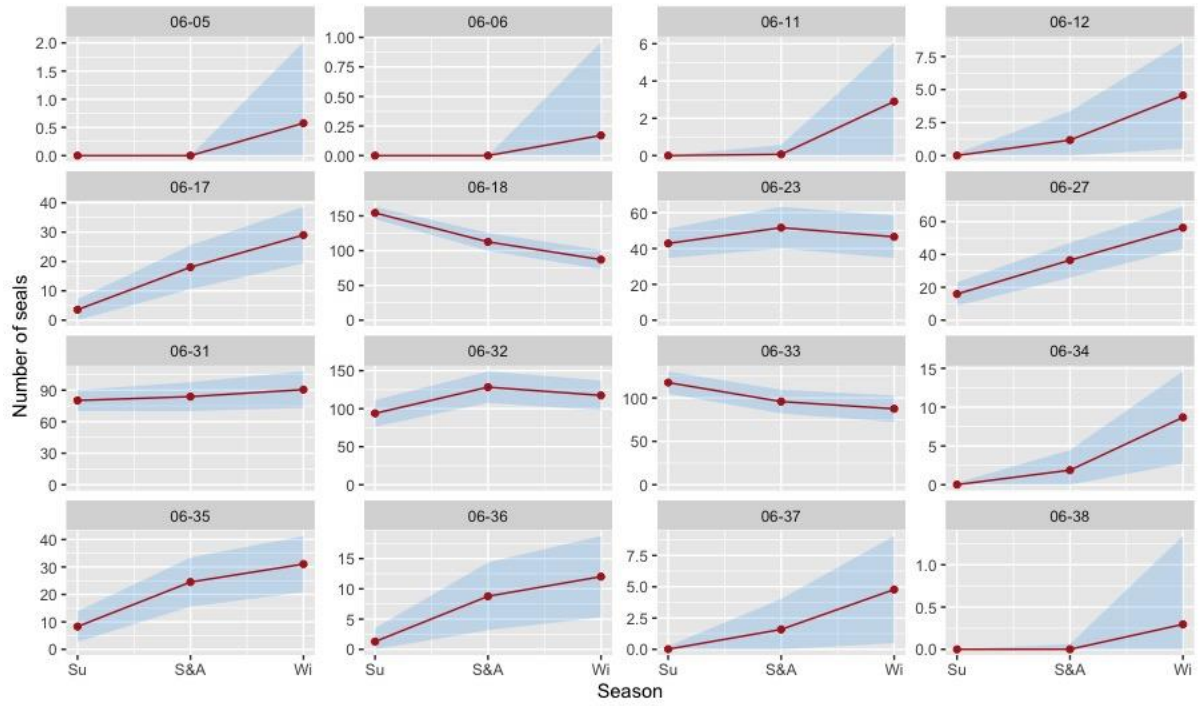 06-05 06-06 06-11 06-12
2.0 1.00 6 7.5
1.5 0.75 4 5.0
1.0 0.50 2 2.5
0.5 0.25 0 0.0
0.0 0.00
06-17 06-18 06-23 06-27
40 150 60 60
30 100 40 40
20 50 20 20
10 0 0 0
0
06-31 06-32 06-33 06-34
90 150 100 15
60 100 50 10
30 50 0 5
0 0 0
06-35 06-36 06-37 06-38
40 15 7.5 1.0
30 10 5.0 0.5
20 5 2.5 0.0
10 0 0.0
0
Su S&A Wi Su S&A Wi Su S&A Wi Su S&A Wi
Season
Number of seals